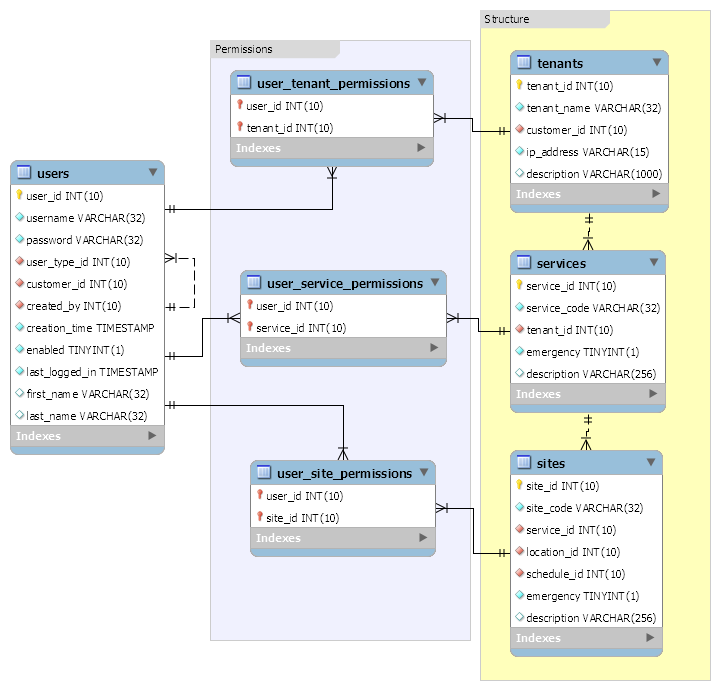 Structure
Permissions
tenants
tenant_id INT(10)
tenant_name VARCHAR(32)
customer_id INT(10)
ip_address VARCHAR(15)
description VARCHAR(1000)
Indexes
user_tenant_permissions
user_id INT(10)
tenant_id INT(10)
Indexes
users
user_id INT(10)
username VARCHAR(32)
password VARCHAR(32)
user_type_id INT(10)
customer_id INT(10)
created_by INT(10)
creation_time TIMESTAMP
enabled TINYINT(1)
last_logged_in TIMESTAMP
first_name VARCHAR(32)
last_name VARCHAR(32)
Indexes
user_service_permissions
user_id INT(10)
service_id INT(10)
Indexes
services
service_id INT(10)
service_code VARCHAR(32)
tenant_id INT(10)
emergency TINYINT(1)
description VARCHAR(256)
Indexes
user_site_permissions
user_id INT(10)
site_id INT(10)
Indexes
sites
site_id INT(10)
site_code VARCHAR(32)
service_id INT(10)
location_id INT(10)
schedule_id INT(10)
emergency TINYINT(1)
description VARCHAR(256)
Indexes